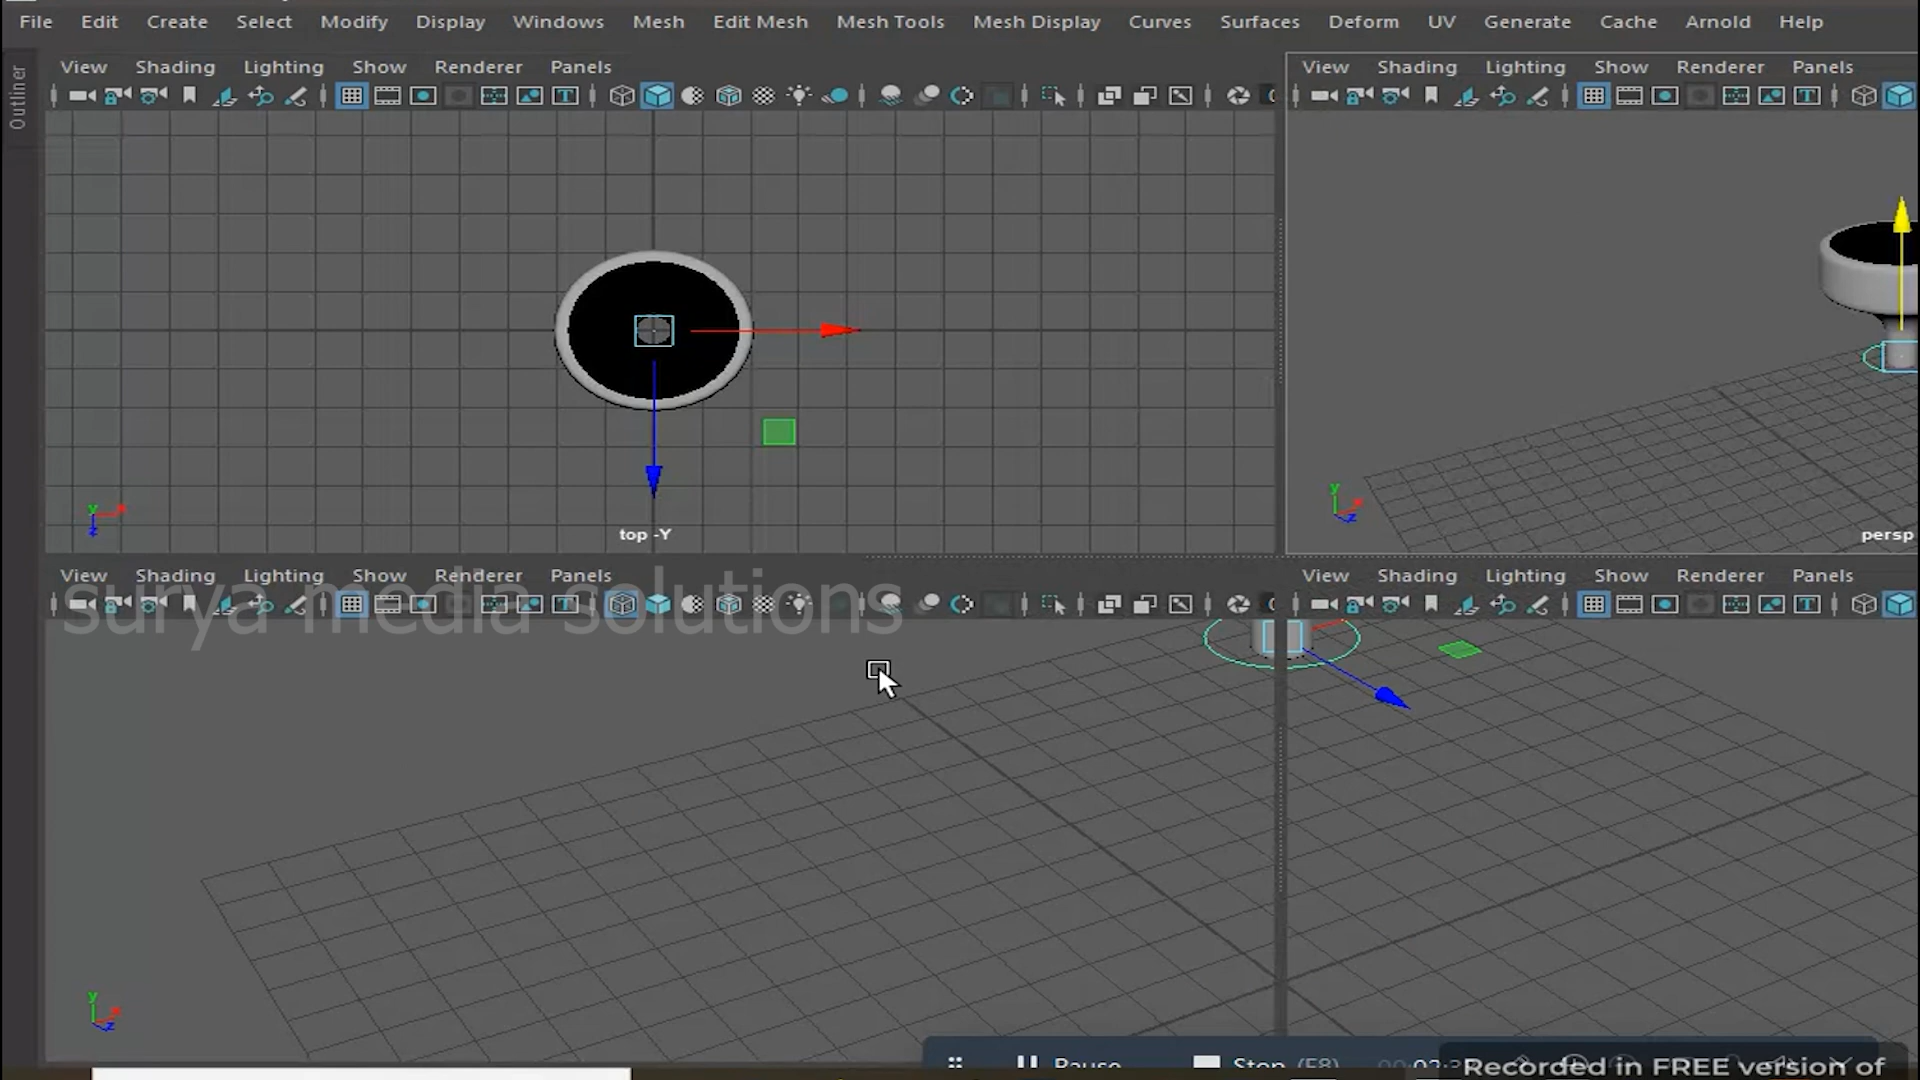 File Edit Create Select Modify Display Windows Mesh Edit Mesh Mesh Tools Mesh Display Curves Surfaces Deform UV Generate Cache Arnold Help
Outliner
View Shading Lighting Show Renderer Panels
View Shading Lighting Show Renderer Panels
y x z
top -Y
y x z
persp
View Shading Lighting Show Renderer Panels
View Shading Lighting Show Renderer Panels
surya media solutions
y x z
Pause Stop (F8)
Recorded in FREE version of